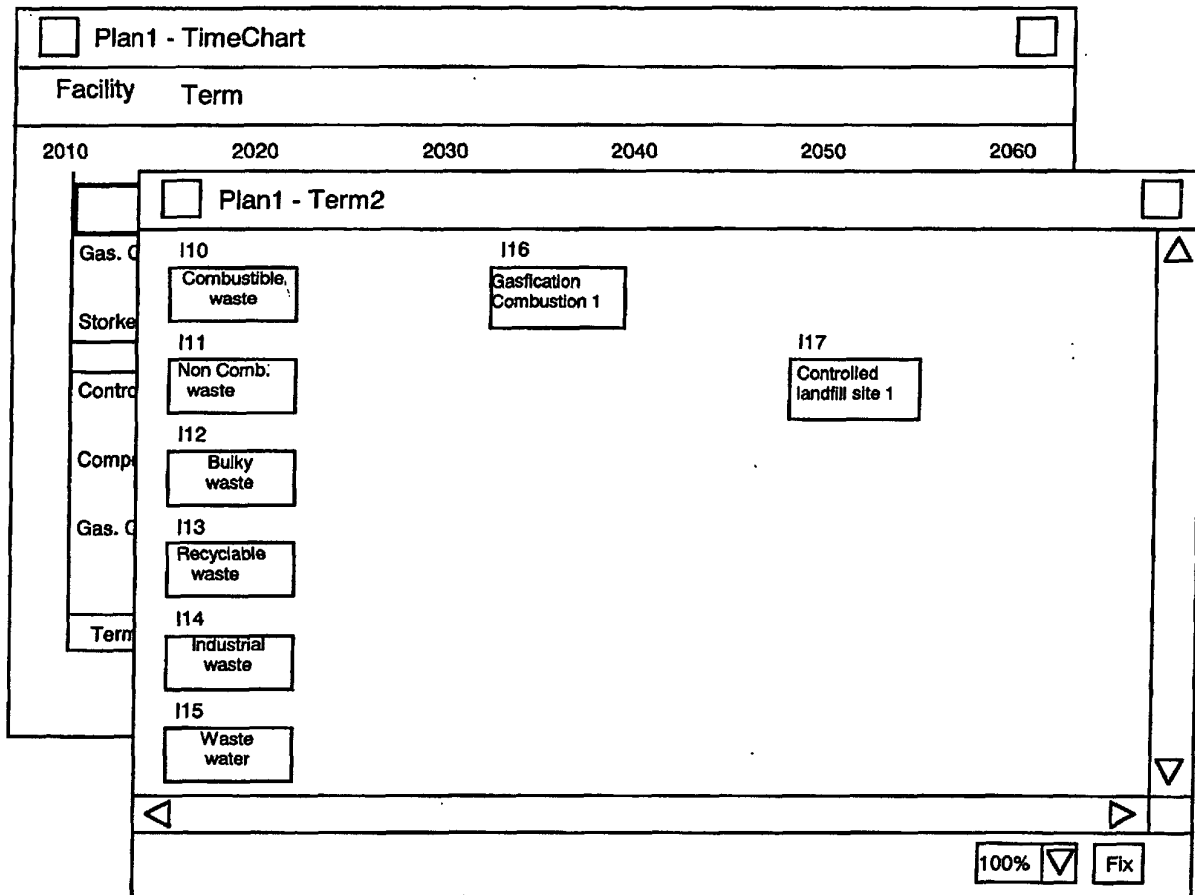 Plan1 - TimeChart
Facility Term
2010 2020 2030 2040 2050 2060
Plan1 - Term2
Gas. C
Storke
Contro
Comp
Gas. C
Term
I10
Combustible
waste
I16
Gasfication
Combustion 1
I11
Non Comb.
waste
I17
Controlled
landfill site 1
I12
Bulky
waste
I13
Recyclable
waste
I14
Industrial
waste
I15
Waste
water
100%
Fix